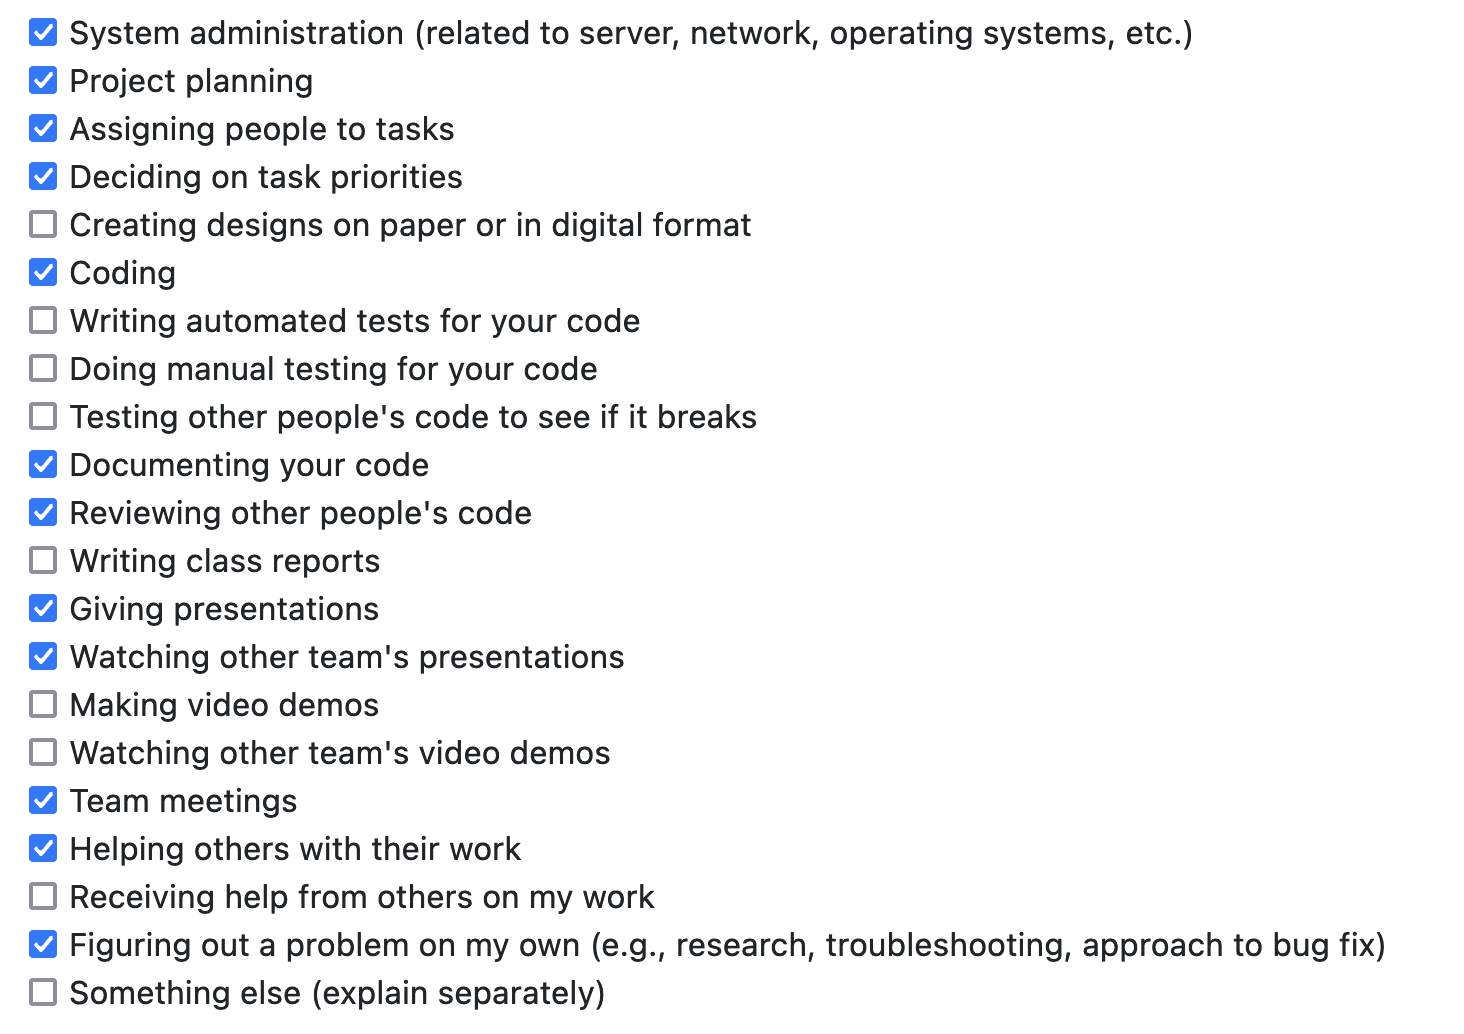 System administration (related to server, network, operating systems, etc.)
Project planning
Assigning people to tasks
Deciding on task priorities
Creating designs on paper or in digital format
Coding
Writing automated tests for your code
Doing manual testing for your code
Testing other people's code to see if it breaks
Documenting your code
Reviewing other people's code
Writing class reports
Giving presentations
Watching other team's presentations
Making video demos
Watching other team's video demos
Team meetings
Helping others with their work
Receiving help from others on my work
Figuring out a problem on my own (e.g., research, troubleshooting, approach to bug fix)
Something else (explain separately)